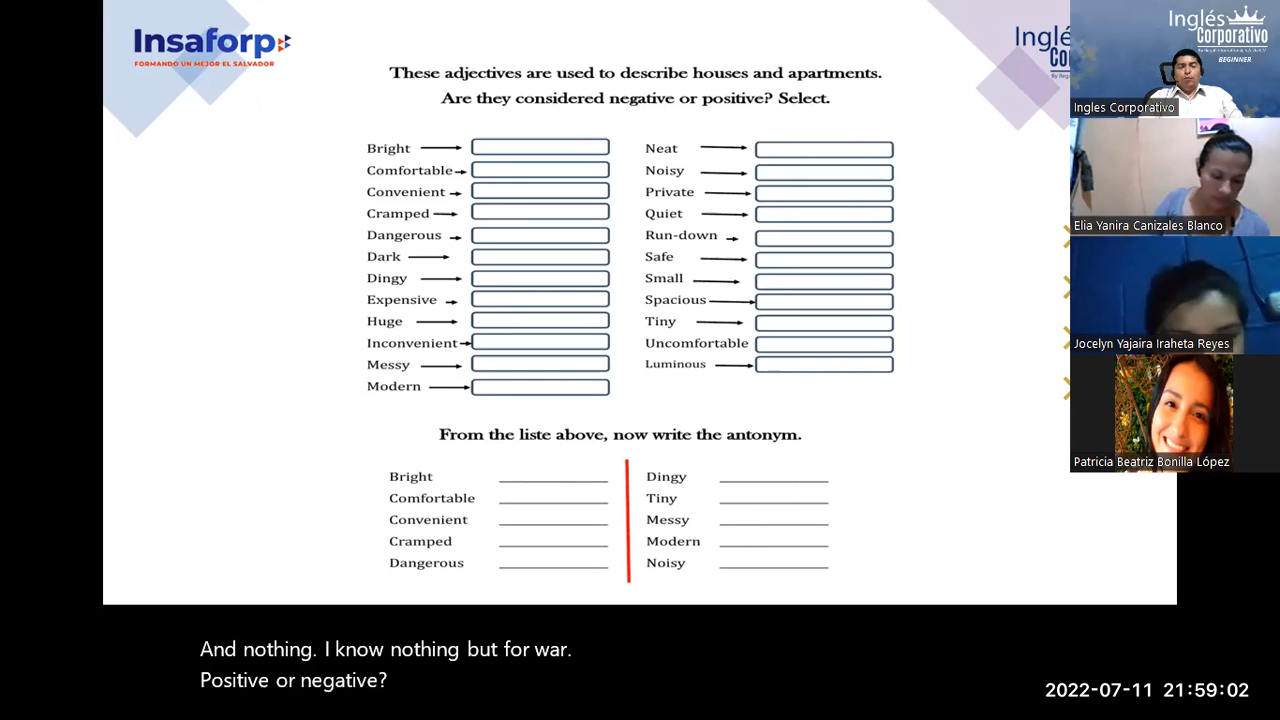 Insaforp
FORMANDO UN MEJOR EL SALVADOR
These adjectives are used to describe houses and apartments.
Are they considered negative or positive? Select.
Bright
Comfortable
Convenient
Cramped
Dangerous
Dark
Dingy
Expensive
Huge
Inconvenient
Messy
Modern
Neat
Noisy
Private
Quiet
Run-down
Safe
Small
Spacious
Tiny
Uncomfortable
Luminous
From the liste above, now write the antonym.
Bright
Comfortable
Convenient
Cramped
Dangerous
Dingy
Tiny
Messy
Modern
Noisy
Inglés
Corporativo
BEGINNER
Ingles Corporativo
Elia Yanira Canizales Blanco
Jocelyn Yajaira Iraheta Reyes
Patricia Beatriz Bonilla López
And nothing. I know nothing but for war.
Positive or negative?
2022-07-11 21:59:02